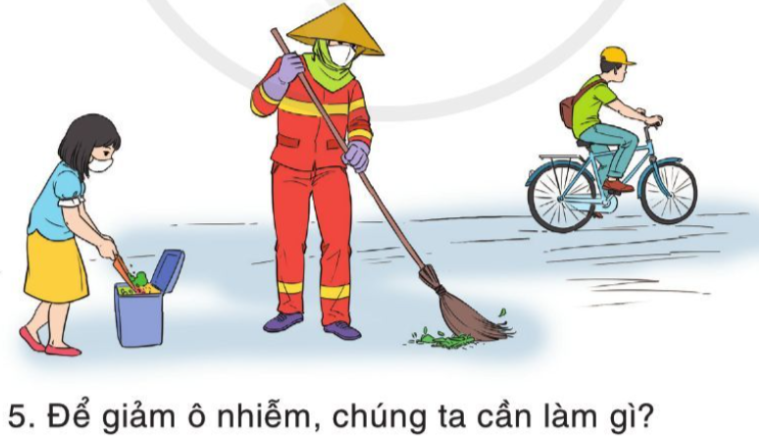 5. Để giảm ô nhiễm, chúng ta cần làm gì?